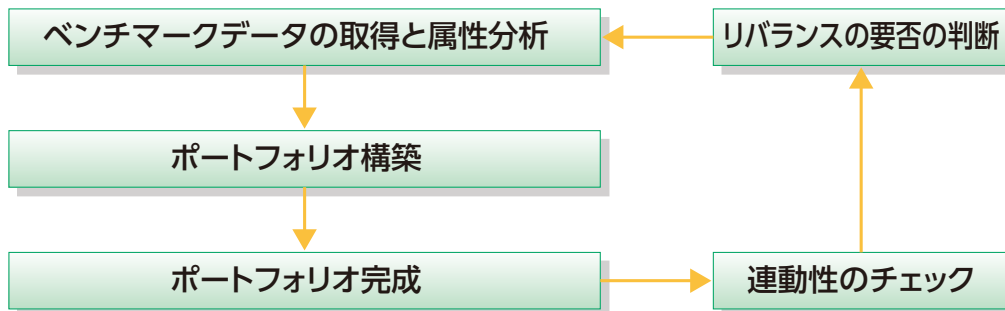 ベンチマークデータの取得と属性分析
リバランスの要否の判断
ポートフォリオ構築
ポートフォリオ完成
連動性のチェック